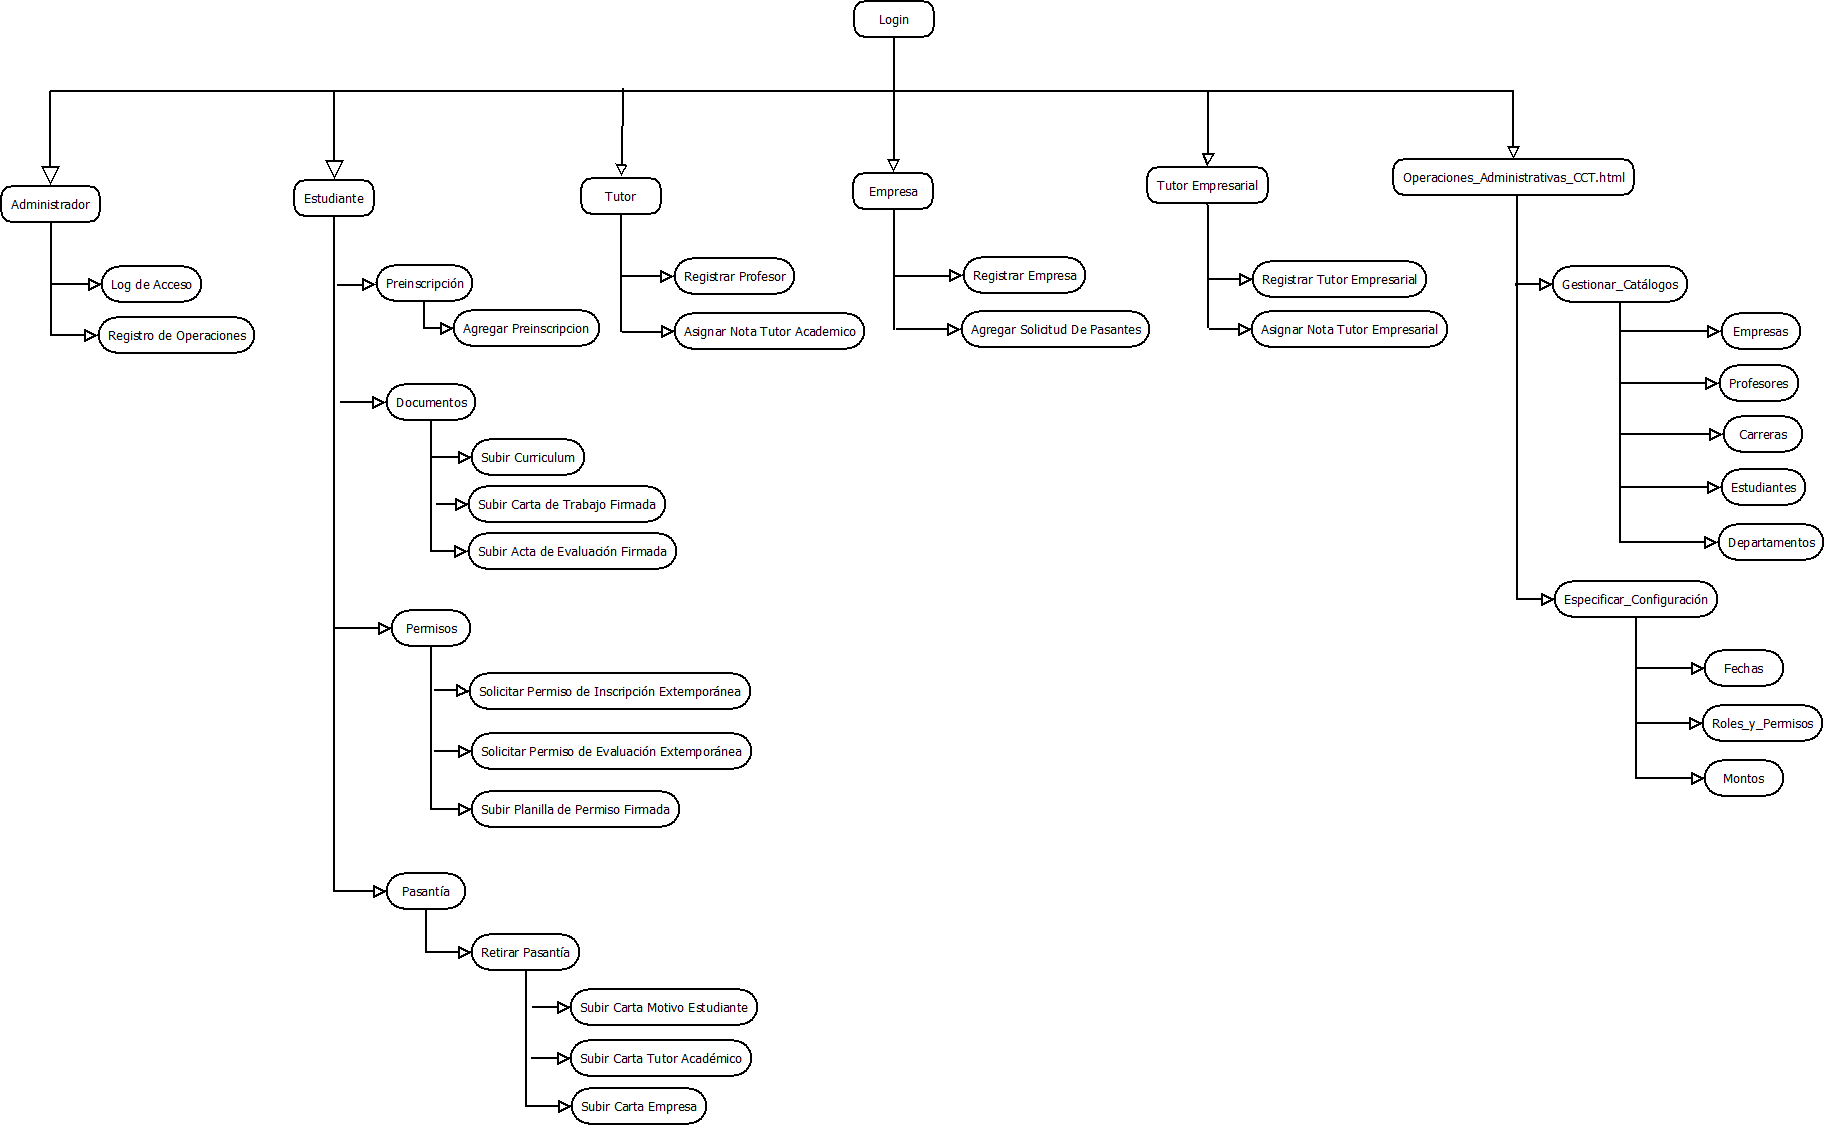 Login
Administrador
Log de Acceso
Registro de Operaciones
Estudiante
Preinscripción
Agregar Preinscripcion
Documentos
Subir Curriculum
Subir Carta de Trabajo Firmada
Subir Acta de Evaluación Firmada
Permisos
Solicitar Permiso de Inscripción Extemporánea
Solicitar Permiso de Evaluación Extemporánea
Subir Planilla de Permiso Firmada
Pasantía
Retirar Pasantía
Subir Carta Motivo Estudiante
Subir Carta Tutor Académico
Subir Carta Empresa
Tutor
Registrar Profesor
Asignar Nota Tutor Academico
Empresa
Registrar Empresa
Agregar Solicitud De Pasantes
Tutor Empresarial
Registrar Tutor Empresarial
Asignar Nota Tutor Empresarial
Operaciones_Administrativas_CCT.html
Gestionar_Catálogos
Empresas
Profesores
Carreras
Estudiantes
Departamentos
Especificar_Configuración
Fechas
Roles_y_Permisos
Montos